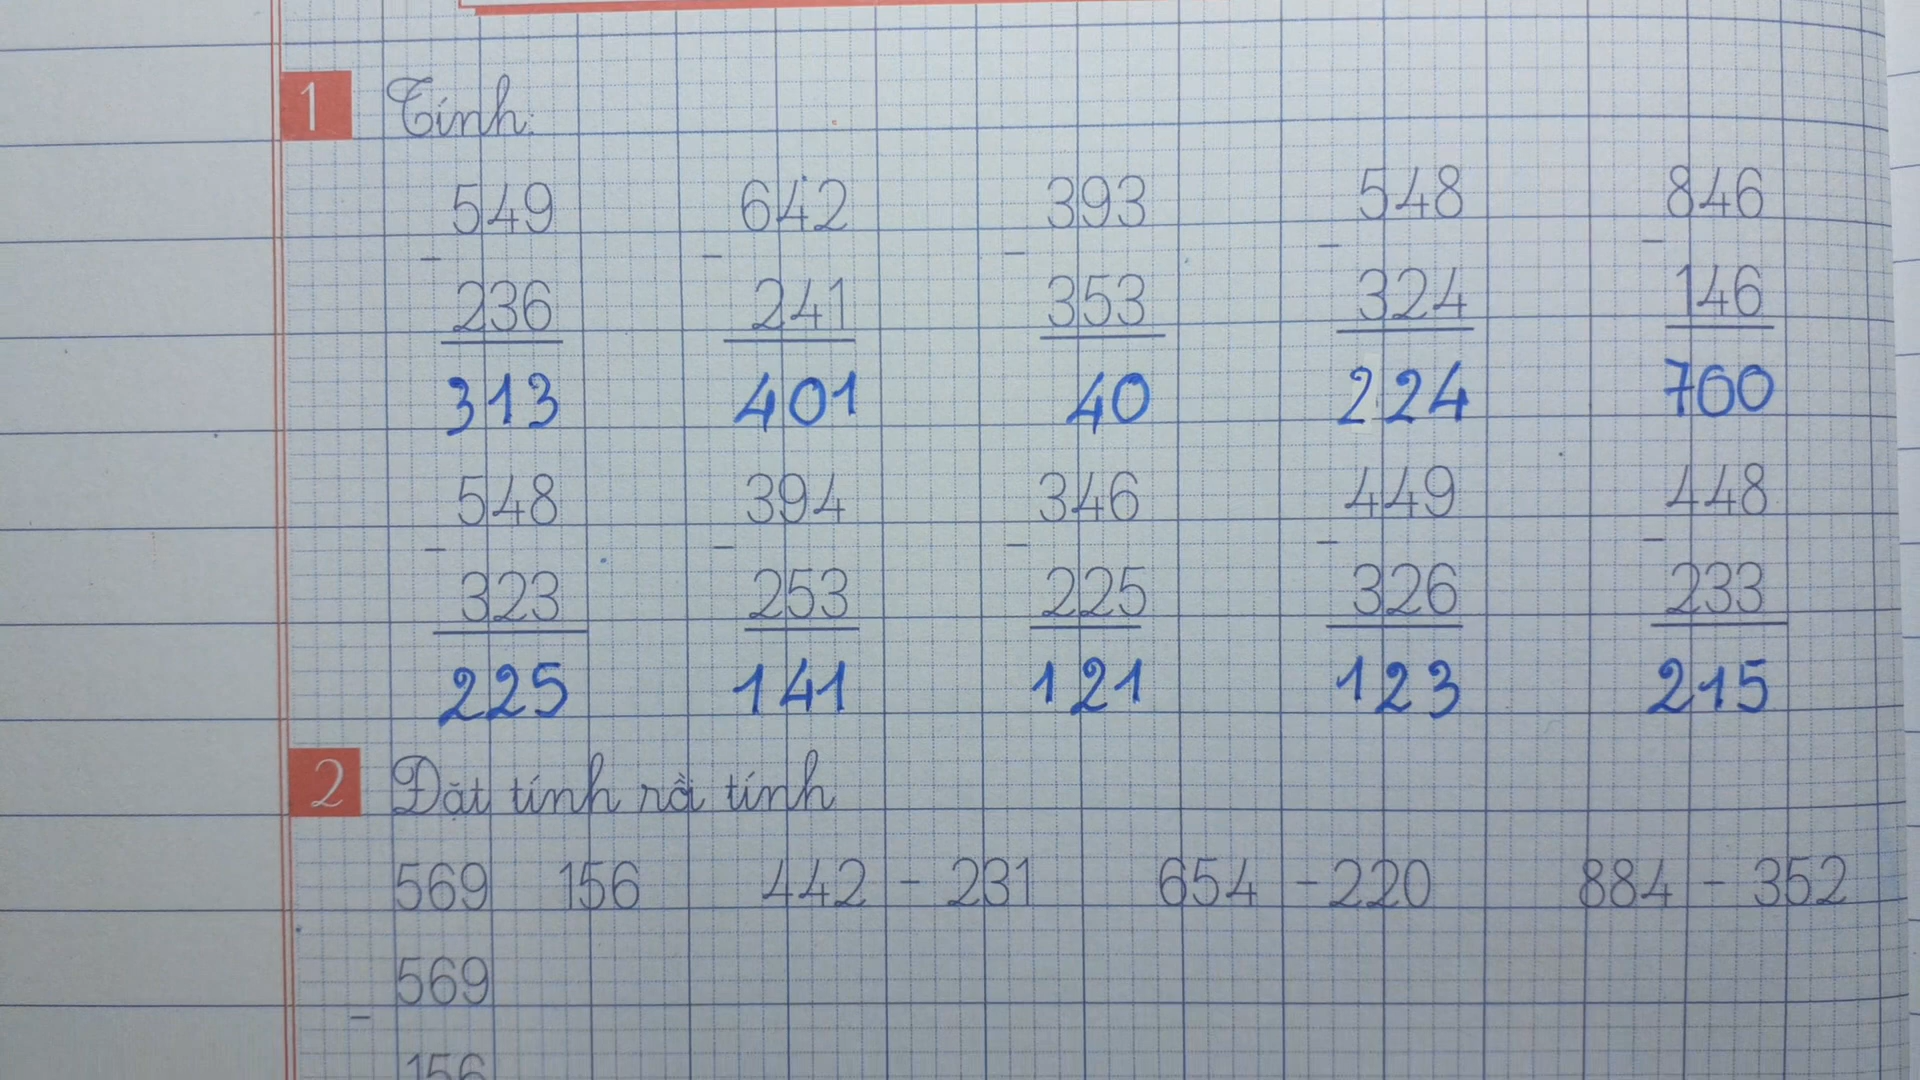 1 Tính:
549 642 393 548 846
- - - - -
236 241 353 324 146
313 401 40 224 700
548 394 346 449 448
- - - - -
323 253 225 326 233
225 141 121 123 215
2 Đặt tính rồi tính
569 156 442 - 231 654 - 220 884 - 352
569
-
156